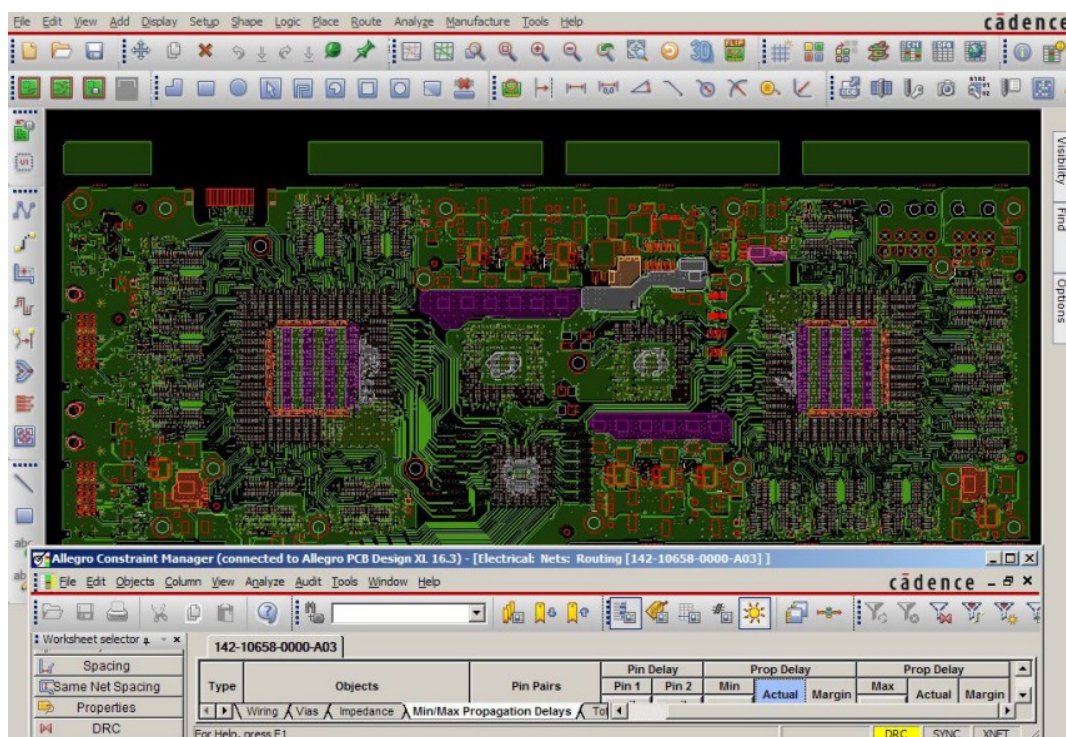 File Edit View Add Display Setup Shape Logic Place Route Analyze Manufacture Tools Help
cādence
Visibility
Find
Options
Allegro Constraint Manager (connected to Allegro PCB Design XL 16.3) - [Electrical: Nets: Routing [142-10658-0000-A03] ]
File Edit Objects Column View Analyze Audit Tools Window Help
cādence
Worksheet selector
142-10658-0000-A03
Spacing
Same Net Spacing
Properties
DRC
Pin Delay Prop Delay Prop Delay
Type Objects Pin Pairs Pin 1 Pin 2 Min Actual Margin Max Actual Margin
Wiring Vias Impedance Min/Max Propagation Delays
For Help, press F1
DRC SYNC XNET